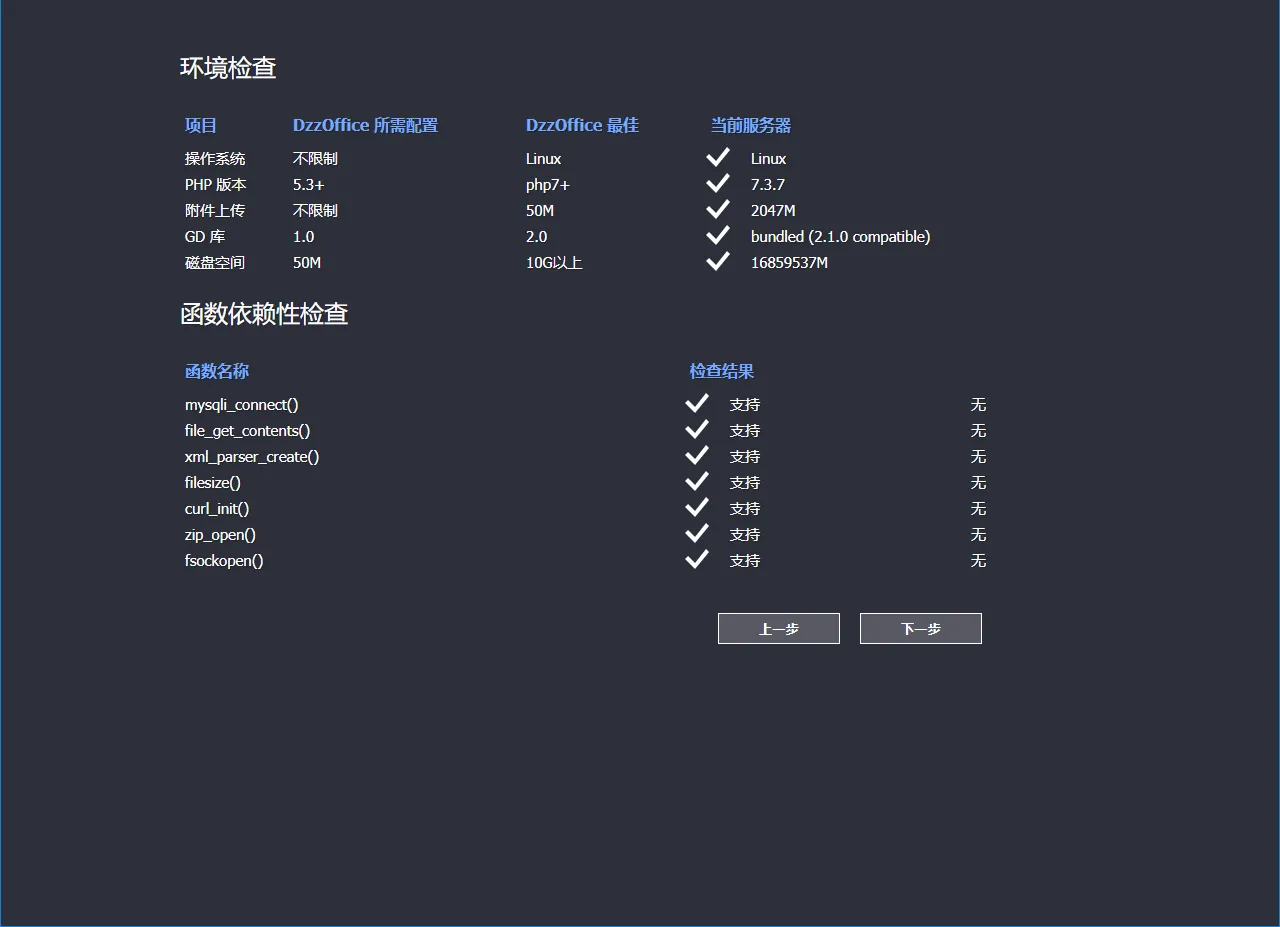 环境检查
项目 DzzOffice 所需配置 DzzOffice 最佳 当前服务器
操作系统 不限制 Linux Linux
PHP 版本 5.3+ php7+ 7.3.7
附件上传 不限制 50M 2047M
GD 库 1.0 2.0 bundled (2.1.0 compatible)
磁盘空间 50M 10G以上 16859537M
函数依赖性检查
函数名称 检查结果
mysqli_connect() 支持 无
file_get_contents() 支持 无
xml_parser_create() 支持 无
filesize() 支持 无
curl_init() 支持 无
zip_open() 支持 无
fsockopen() 支持 无
上一步 下一步